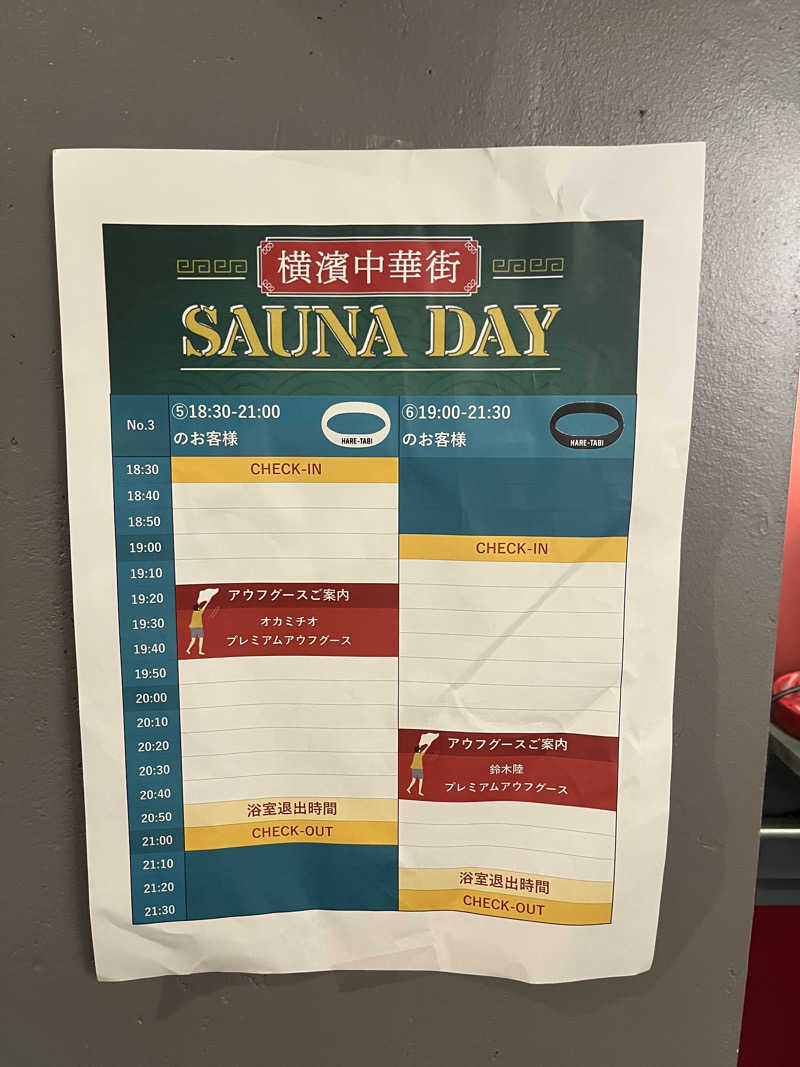 横濱中華街
SAUNA DAY
No.3
⑤18:30-21:00
のお客様
HARE-TABI
⑥19:00-21:30
のお客様
HARE-TABI
18:30
CHECK-IN
18:40
18:50
19:00
CHECK-IN
19:10
19:20
アウフグースご案内
19:30
オカミチオ
19:40
プレミアムアウフグース
19:50
20:00
20:10
20:20
アウフグースご案内
20:30
鈴木陸
20:40
プレミアムアウフグース
20:50
浴室退出時間
21:00
CHECK-OUT
21:10
21:20
浴室退出時間
21:30
CHECK-OUT